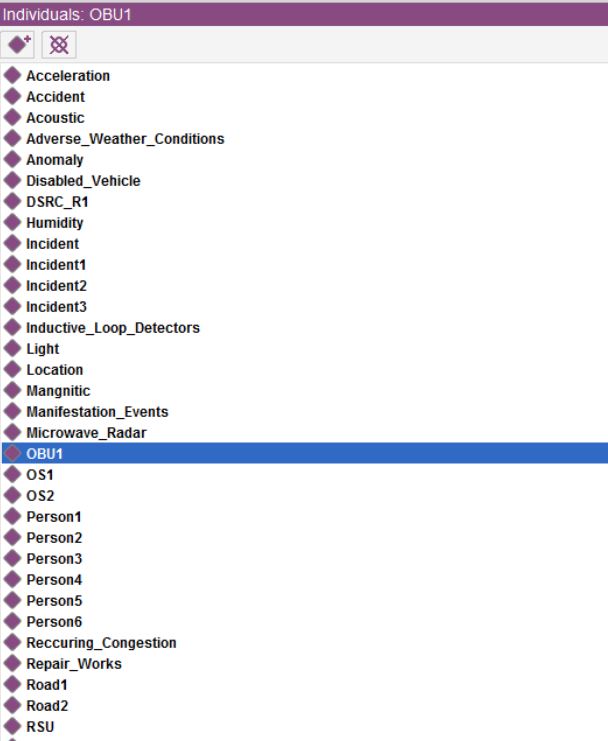 Individuals: OBU1
Acceleration
Accident
Acoustic
Adverse_Weather_Conditions
Anomaly
Disabled_Vehicle
DSRC_R1
Humidity
Incident
Incident1
Incident2
Incident3
Inductive_Loop_Detectors
Light
Location
Mangnitic
Manifestation_Events
Microwave_Radar
OBU1
OS1
OS2
Person1
Person2
Person3
Person4
Person5
Person6
Reccuring_Congestion
Repair_Works
Road1
Road2
RSU